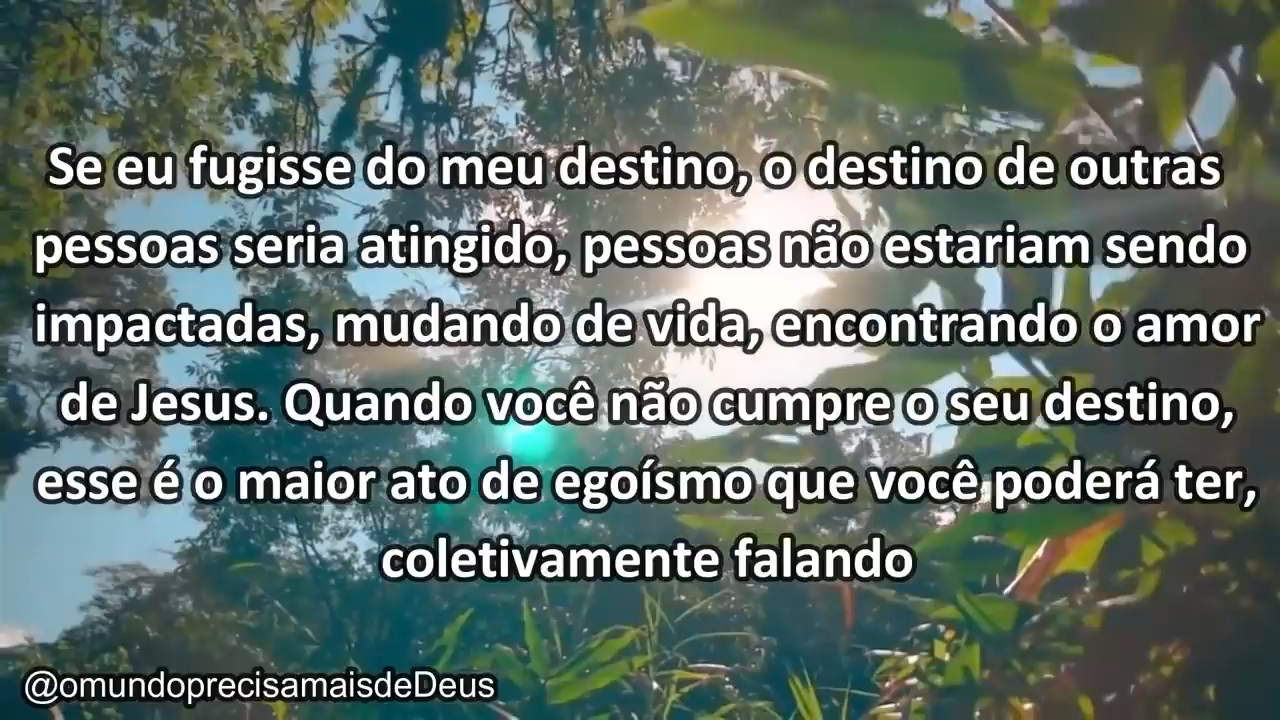 Se eu fugisse do meu destino, o destino de outras
pessoas seria atingido, pessoas não estariam sendo
impactadas, mudando de vida, encontrando o amor
de Jesus. Quando você não cumpre o seu destino,
esse é o maior ato de egoísmo que você poderá ter,
coletivamente falando
@omundoprecisamaisdeDeus